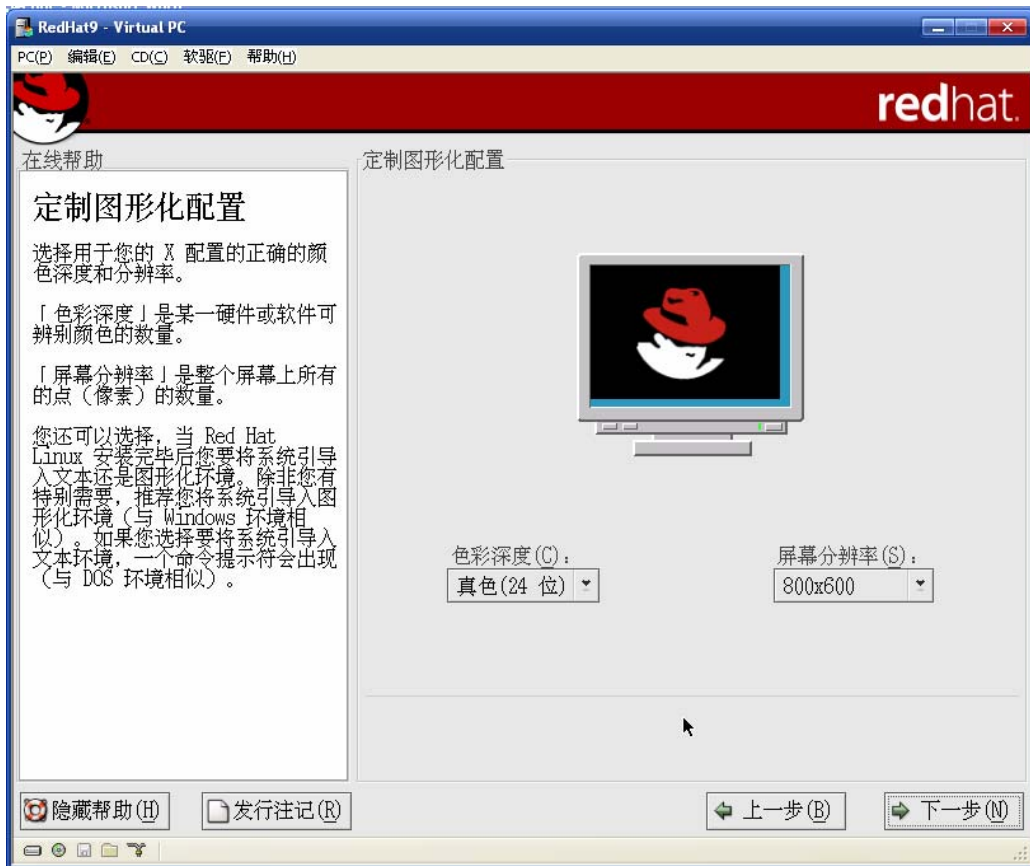 RedHat9 - Virtual PC
PC(P) 编辑(E) CD(C) 软驱(F) 帮助(H)
redhat.
在线帮助
定制图形化配置
选择用于您的 X 配置的正确的颜
色深度和分辨率。
「色彩深度」是某一硬件或软件可
辨别颜色的数量。
「屏幕分辨率」是整个屏幕上所有
的点（像素）的数量。
您还可以选择，当 Red Hat
Linux 安装完毕后您要将系统引导
入文本还是图形化环境。除非您有
特别需要，推荐您将系统引导入图
形化环境（与 Windows 环境相
似）。如果您选择要将系统引导入
文本环境，一个命令提示符会出现
（与 DOS 环境相似）。
定制图形化配置
色彩深度(C)：
真色(24 位)
屏幕分辨率(S)：
800x600
隐藏帮助(H)
发行注记(R)
上一步(B)
下一步(N)